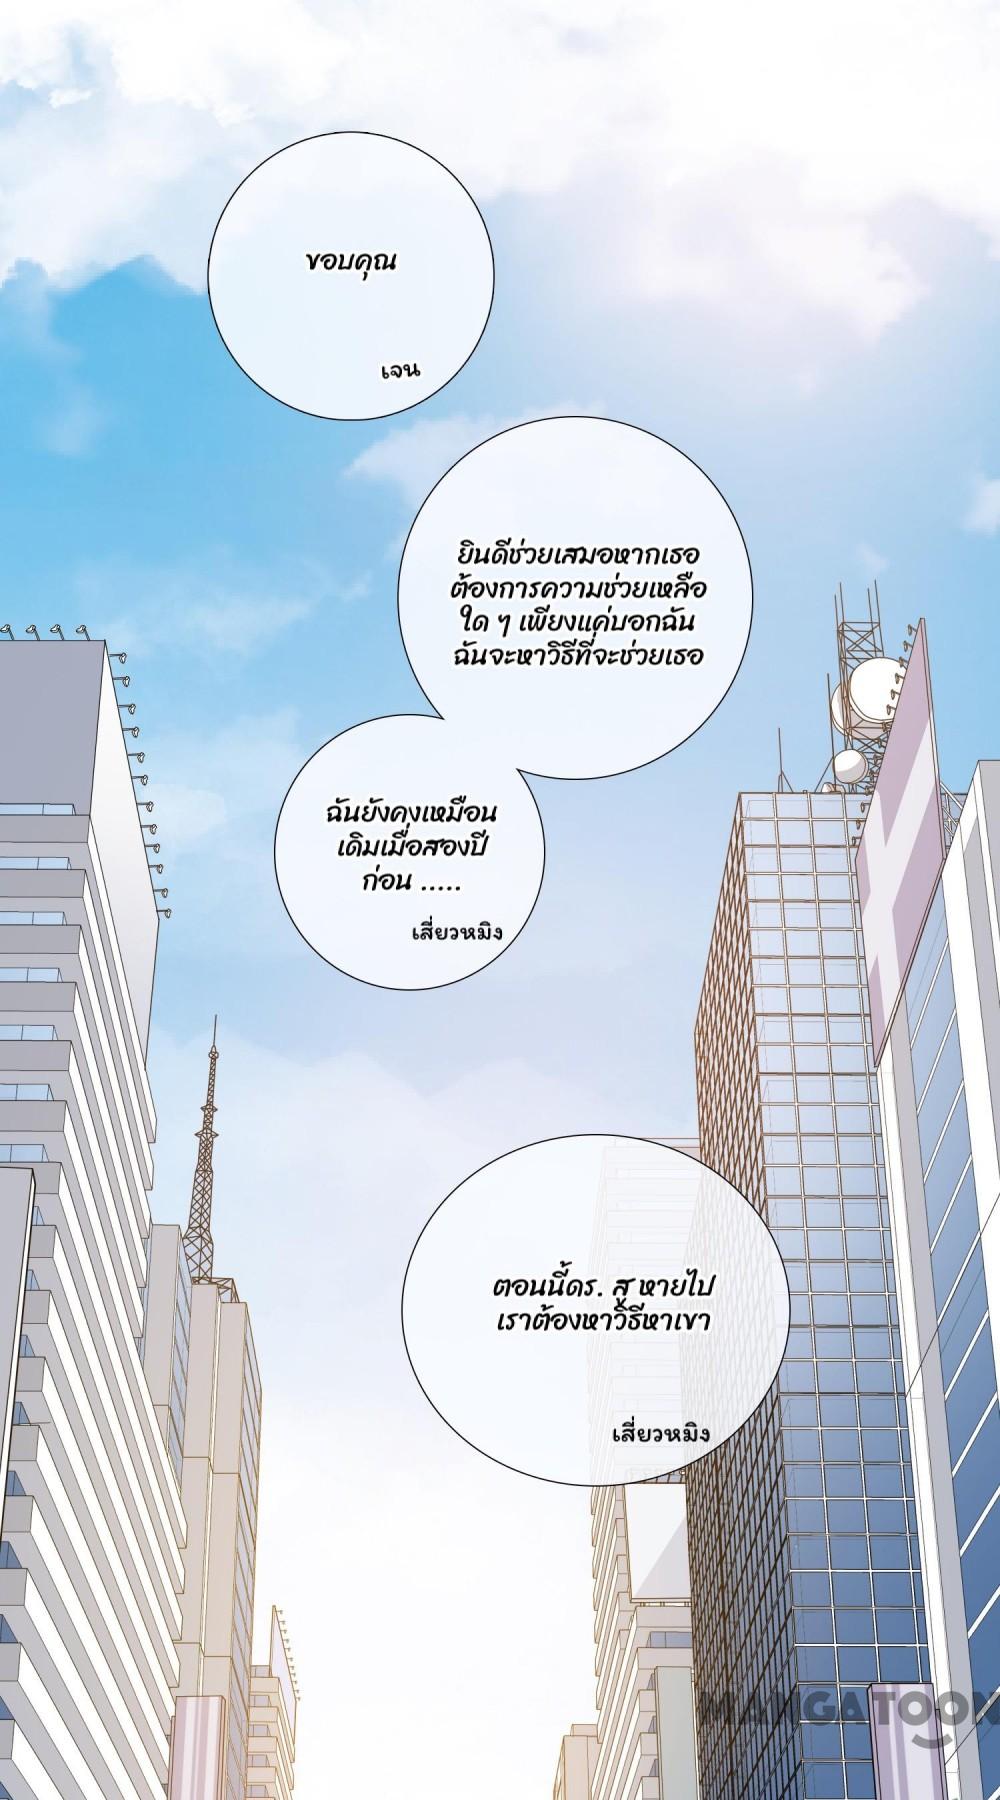 ขอบคุณ
เจน
ยินดีช่วยเสมอหากเธอ
ต้องการความช่วยเหลือ
ใด ๆ เพียงแค่บอกฉัน
ฉันจะหาวิธีที่จะช่วยเธอ
ฉันยังคงเหมือน
เดิมเมื่อสองปี
ก่อน .....
เสี่ยวหมิง
ตอนนี้ดร. สู หายไป
เราต้องหาวิธีหาเขา
เสี่ยวหมิง
MANGATOON